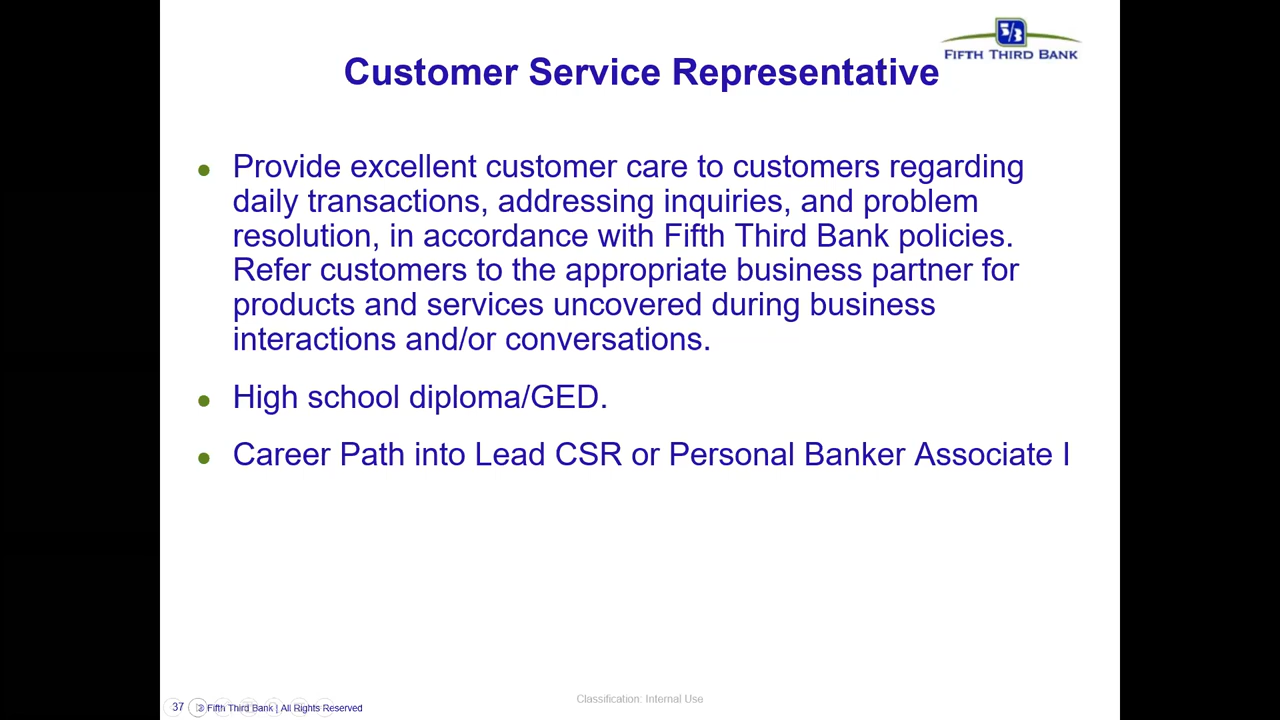 5/3
FIFTH THIRD BANK
Customer Service Representative
Provide excellent customer care to customers regarding
daily transactions, addressing inquiries, and problem
resolution, in accordance with Fifth Third Bank policies.
Refer customers to the appropriate business partner for
products and services uncovered during business
interactions and/or conversations.
High school diploma/GED.
Career Path into Lead CSR or Personal Banker Associate I
Classification: Internal Use
37
© Fifth Third Bank | All Rights Reserved